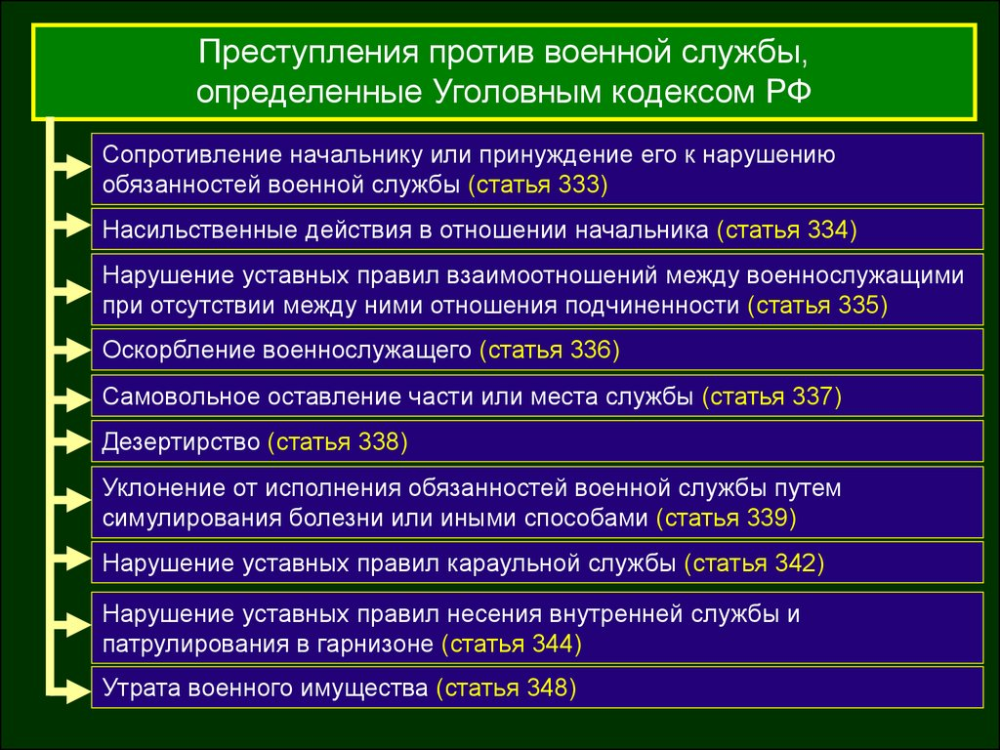 Преступления против военной службы,
определенные Уголовным кодексом РФ
Сопротивление начальнику или принуждение его к нарушению
обязанностей военной службы (статья 333)
Насильственные действия в отношении начальника (статья 334)
Нарушение уставных правил взаимоотношений между военнослужащими
при отсутствии между ними отношения подчиненности (статья 335)
Оскорбление военнослужащего (статья 336)
Самовольное оставление части или места службы (статья 337)
Дезертирство (статья 338)
Уклонение от исполнения обязанностей военной службы путем
симулирования болезни или иными способами (статья 339)
Нарушение уставных правил караульной службы (статья 342)
Нарушение уставных правил несения внутренней службы и
патрулирования в гарнизоне (статья 344)
Утрата военного имущества (статья 348)